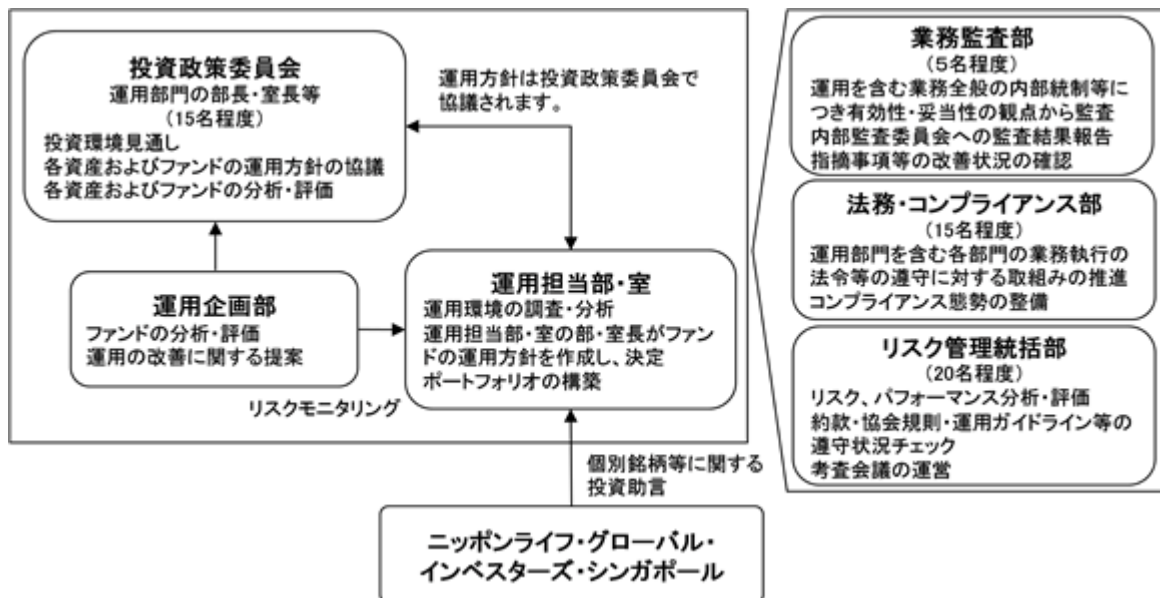 投資政策委員会
運用部門の部長・室長等
(15名程度)
投資環境見通し
各資産およびファンドの運用方針の協議
各資産およびファンドの分析・評価
運用方針は投資政策委員会で
協議されます。
運用企画部
ファンドの分析・評価
運用の改善に関する提案
運用担当部・室
運用環境の調査・分析
運用担当部・室の部・室長がファン
ドの運用方針を作成し、決定
ポートフォリオの構築
リスクモニタリング
個別銘柄等に関する
投資助言
ニッポンライフ・グローバル・
インベスターズ・シンガポール
業務監査部
(5名程度)
運用を含む業務全般の内部統制等に
つき有効性・妥当性の観点から監査
内部監査委員会への監査結果報告
指摘事項等の改善状況の確認
法務・コンプライアンス部
(15名程度)
運用部門を含む各部門の業務執行の
法令等の遵守に対する取組みの推進
コンプライアンス態勢の整備
リスク管理統括部
(20名程度)
リスク、パフォーマンス分析・評価
約款・協会規則・運用ガイドライン等の
遵守状況チェック
考査会議の運営